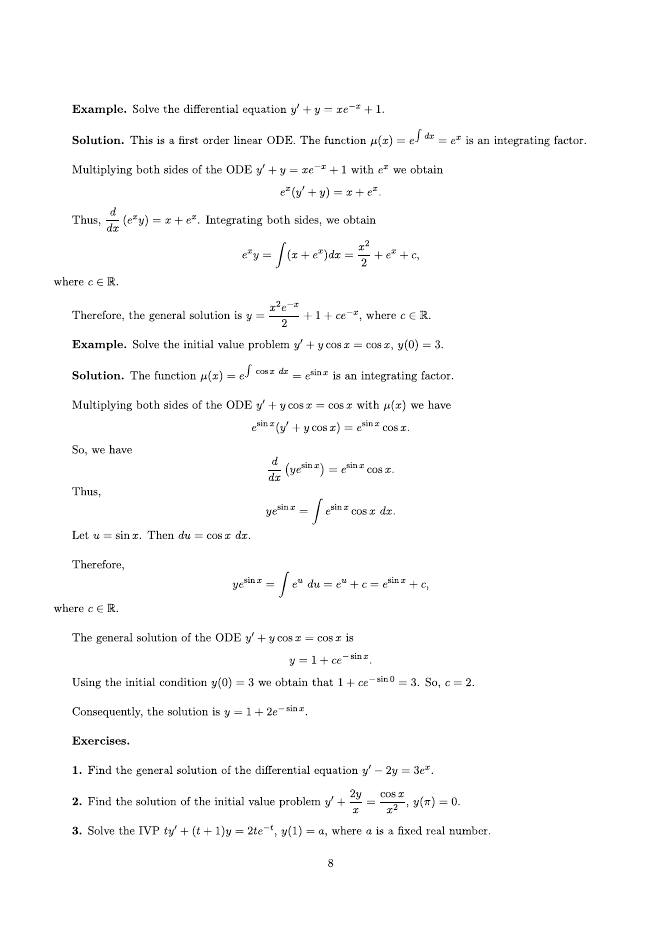 Example. Solve the differential equation y′ + y = xe^{−x} + 1.
Solution. This is a first order linear ODE. The function μ(x) = e^{∫ dx} = e^x is an integrating factor.
Multiplying both sides of the ODE y′ + y = xe^{−x} + 1 with e^x we obtain
e^x(y′ + y) = x + e^x.
Thus, \frac{d}{dx} (e^x y) = x + e^x. Integrating both sides, we obtain
e^x y = ∫(x + e^x)dx = \frac{x^2}{2} + e^x + c,
where c ∈ ℝ.
Therefore, the general solution is y = \frac{x^2 e^{−x}}{2} + 1 + ce^{−x}, where c ∈ ℝ.
Example. Solve the initial value problem y′ + y cos x = cos x, y(0) = 3.
Solution. The function μ(x) = e^{∫ cos x dx} = e^{sin x} is an integrating factor.
Multiplying both sides of the ODE y′ + y cos x = cos x with μ(x) we have
e^{sin x}(y′ + y cos x) = e^{sin x} cos x.
So, we have
\frac{d}{dx} (ye^{sin x}) = e^{sin x} cos x.
Thus,
ye^{sin x} = ∫ e^{sin x} cos x dx.
Let u = sin x. Then du = cos x dx.
Therefore,
ye^{sin x} = ∫ e^u du = e^u + c = e^{sin x} + c,
where c ∈ ℝ.
The general solution of the ODE y′ + y cos x = cos x is
y = 1 + ce^{− sin x}.
Using the initial condition y(0) = 3 we obtain that 1 + ce^{− sin 0} = 3. So, c = 2.
Consequently, the solution is y = 1 + 2e^{− sin x}.
Exercises.
1. Find the general solution of the differential equation y′ − 2y = 3e^x.
2. Find the solution of the initial value problem y′ + \frac{2y}{x} = \frac{cos x}{x^2}, y(π) = 0.
3. Solve the IVP ty′ + (t + 1)y = 2te^{−t}, y(1) = a, where a is a fixed real number.
8